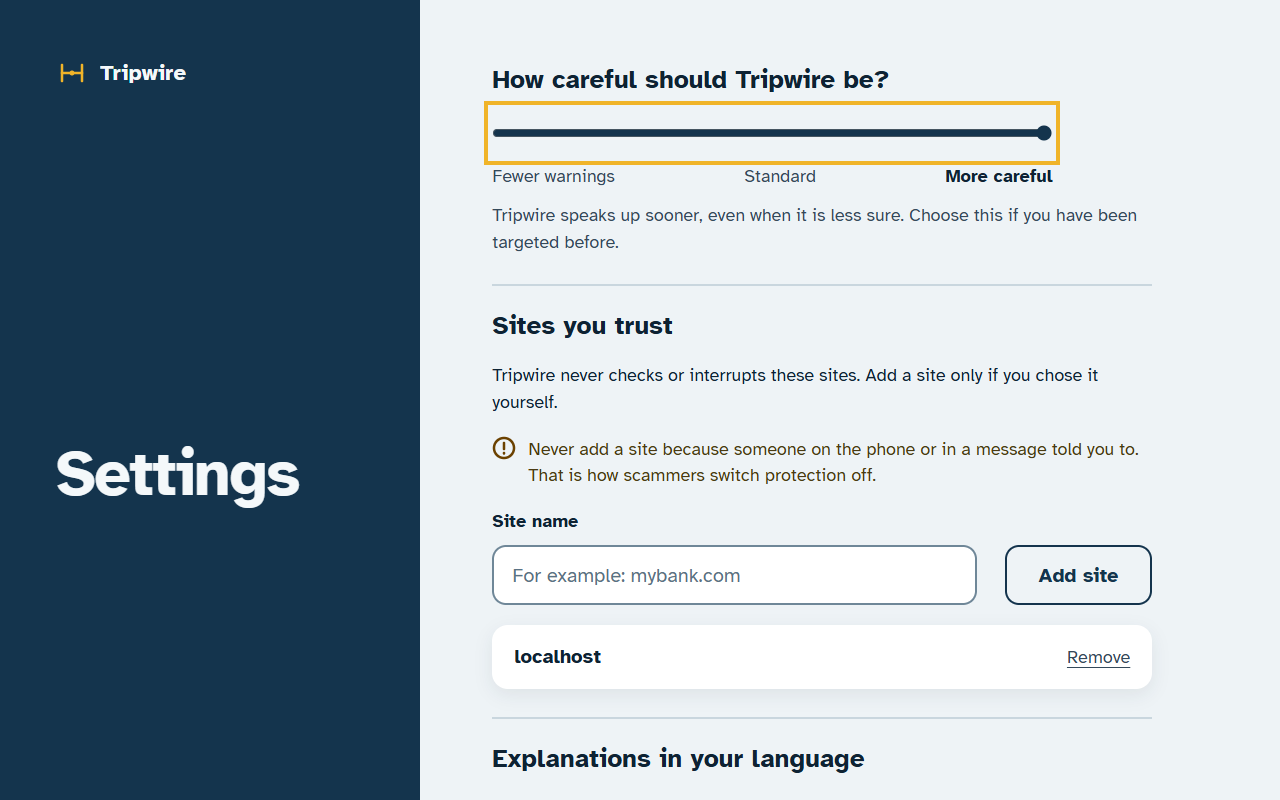 Tripwire
Settings
How careful should Tripwire be?
Fewer warnings Standard More careful
Tripwire speaks up sooner, even when it is less sure. Choose this if you have been
targeted before.
Sites you trust
Tripwire never checks or interrupts these sites. Add a site only if you chose it
yourself.
Never add a site because someone on the phone or in a message told you to.
That is how scammers switch protection off.
Site name
For example: mybank.com Add site
localhost Remove
Explanations in your language